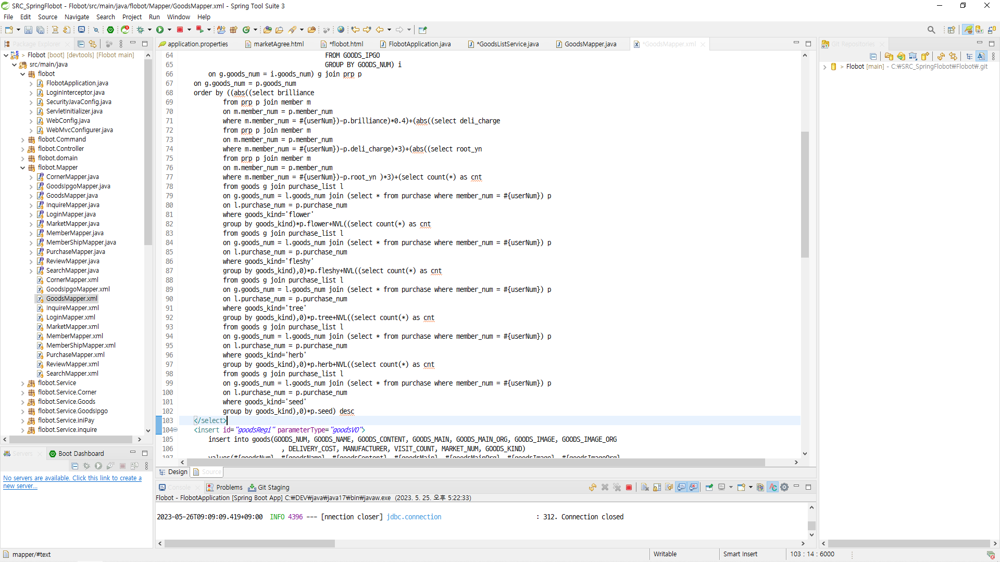 SRC_SpringFlobot - Flobot/src/main/java/flobot/Mapper/GoodsMapper.xml - Spring Tool Suite 3
File Edit Source Navigate Search Project Run Window Help
Package Explorer
Flobot [boot] [devtools] [Flobot main]
src/main/java
flobot
FlobotApplication.java
LoginInterceptor.java
SecurityJavaConfig.java
ServletInitializer.java
WebConfig.java
WebMvcConfigurer.java
flobot.Command
flobot.Controller
flobot.domain
flobot.Mapper
CornerMapper.java
GoodsIpgoMapper.java
GoodsMapper.java
InquireMapper.java
LoginMapper.java
MarketMapper.java
MemberMapper.java
MemberShipMapper.java
PurchaseMapper.java
ReviewMapper.java
SearchMapper.java
CornerMapper.xml
GoodsIpgoMapper.xml
GoodsMapper.xml
InquireMapper.xml
LoginMapper.xml
MarketMapper.xml
MemberMapper.xml
MemberShipMapper.xml
PurchaseMapper.xml
ReviewMapper.xml
SearchMapper.xml
flobot.Service
flobot.Service.Corner
flobot.Service.Goods
flobot.Service.GoodsIpgo
flobot.Service.iniPay
flobot.Service.inquire
Servers Boot Dashboard
No servers are available. Click this link to create a
new server...
application.properties marketAgree.html *flobot.html FlobotApplication.java *GoodsListService.java GoodsMapper.java *GoodsMapper.xml
64 FROM GOODS_IPGO
65 GROUP BY GOODS_NUM) i
66 on g.goods_num = i.goods_num) g join prp p
67 on g.goods_num = p.goods_num
68 order by ((abs((select brilliance
69 from prp p join member m
70 on m.member_num = p.member_num
71 where m.member_num = #{userNum})-p.brilliance)*0.4)+(abs((select deli_charge
72 from prp p join member m
73 on m.member_num = p.member_num
74 where m.member_num = #{userNum})-p.deli_charge)*3)+(abs((select root_yn
75 from prp p join member m
76 on m.member_num = p.member_num
77 where m.member_num = #{userNum})-p.root_yn )*3)+(select count(*) as cnt
78 from goods g join purchase_list l
79 on g.goods_num = l.goods_num join (select * from purchase where member_num = #{userNum}) p
80 on l.purchase_num = p.purchase_num
81 where goods_kind='flower'
82 group by goods_kind)*p.flower+NVL((select count(*) as cnt
83 from goods g join purchase_list l
84 on g.goods_num = l.goods_num join (select * from purchase where member_num = #{userNum}) p
85 on l.purchase_num = p.purchase_num
86 where goods_kind='fleshy'
87 group by goods_kind),0)*p.fleshy+NVL((select count(*) as cnt
88 from goods g join purchase_list l
89 on g.goods_num = l.goods_num join (select * from purchase where member_num = #{userNum}) p
90 on l.purchase_num = p.purchase_num
91 where goods_kind='tree'
92 group by goods_kind),0)*p.tree+NVL((select count(*) as cnt
93 from goods g join purchase_list l
94 on g.goods_num = l.goods_num join (select * from purchase where member_num = #{userNum}) p
95 on l.purchase_num = p.purchase_num
96 where goods_kind='herb'
97 group by goods_kind),0)*p.herb+NVL((select count(*) as cnt
98 from goods g join purchase_list l
99 on g.goods_num = l.goods_num join (select * from purchase where member_num = #{userNum}) p
100 on l.purchase_num = p.purchase_num
101 where goods_kind='seed'
102 group by goods_kind),0)*p.seed) desc
103 </select>
104 <insert id="goodsRegi" parameterType="goodsVO">
105 insert into goods(GOODS_NUM, GOODS_NAME, GOODS_CONTENT, GOODS_MAIN, GOODS_MAIN_ORG, GOODS_IMAGE, GOODS_IMAGE_ORG
106 , DELIVERY_COST, MANUFACTURER, VISIT_COUNT, MARKET_NUM, GOODS_KIND)
107 values(#{goodsNum}, #{goodsName}, #{goodsContent}, #{goodsMain}, #{goodsMainOrg}, #{goodsImage}, #{goodsImageOrg}
Design Source
Console Problems Git Staging
Flobot - FlobotApplication [Spring Boot App] C:\DEV\java\java17\bin\javaw.exe (2023. 5. 25. 오후 5:22:33)
2023-05-26T09:09:09.419+09:00 INFO 4396 --- [nnection closer] jdbc.connection : 312. Connection closed
Git Repositories
> Flobot [main] - C:₩SRC_SpringFlobot₩Flobot₩.git
mapper/#text Writable Smart Insert 103 : 14 : 6000